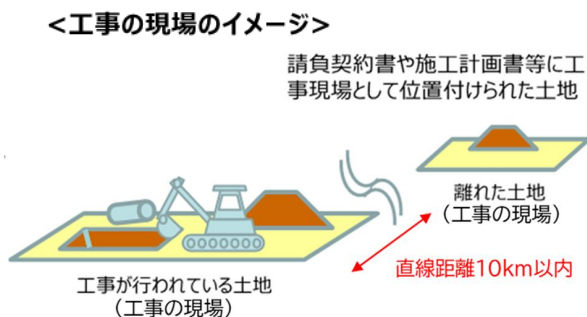 <工事の現場のイメージ>
請負契約書や施工計画書等に工
事現場として位置付けられた土地
離れた土地
（工事の現場）
直線距離10km以内
工事が行われている土地
（工事の現場）